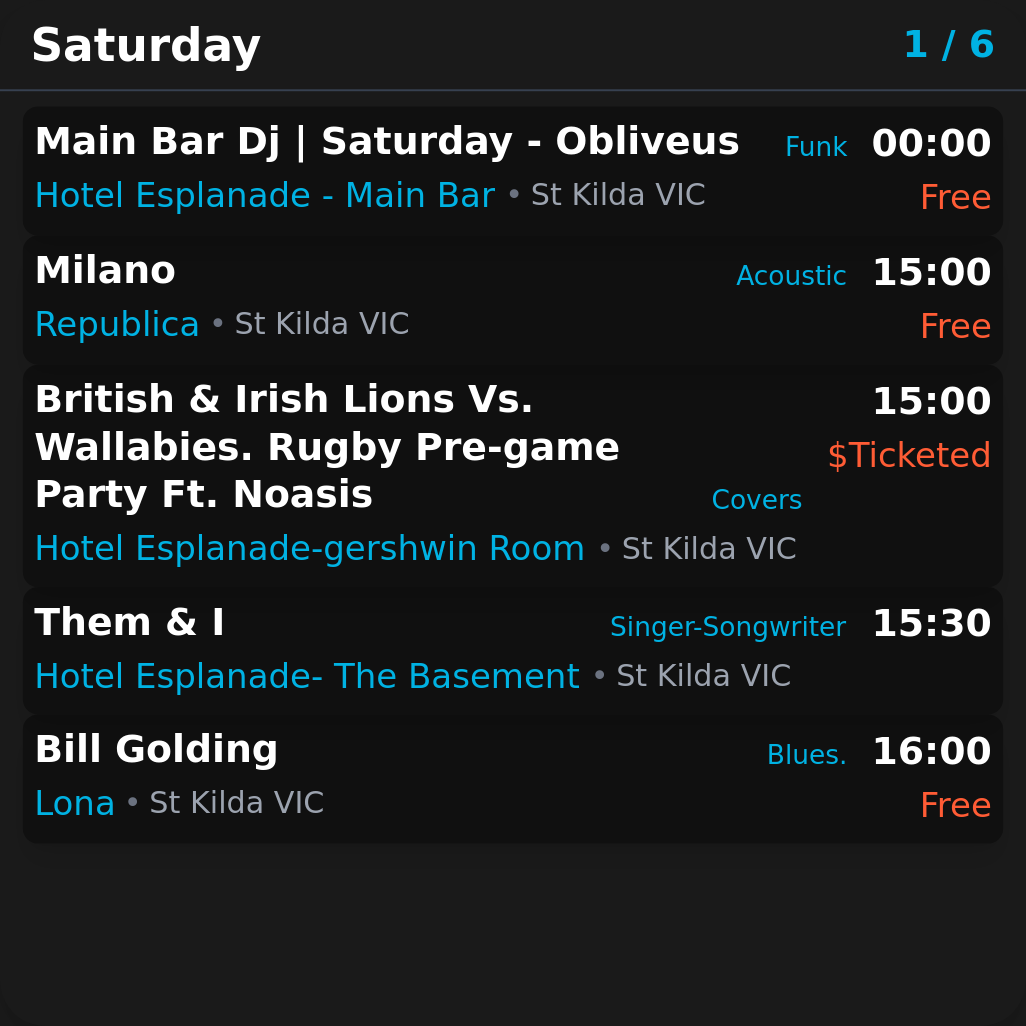 Saturday 1 / 6
Main Bar Dj | Saturday - Obliveus Funk 00:00
Hotel Esplanade - Main Bar • St Kilda VIC Free
Milano Acoustic 15:00
Republica • St Kilda VIC Free
British & Irish Lions Vs. 15:00
Wallabies. Rugby Pre-game $Ticketed
Party Ft. Noasis Covers
Hotel Esplanade-gershwin Room • St Kilda VIC
Them & I Singer-Songwriter 15:30
Hotel Esplanade- The Basement • St Kilda VIC
Bill Golding Blues. 16:00
Lona • St Kilda VIC Free